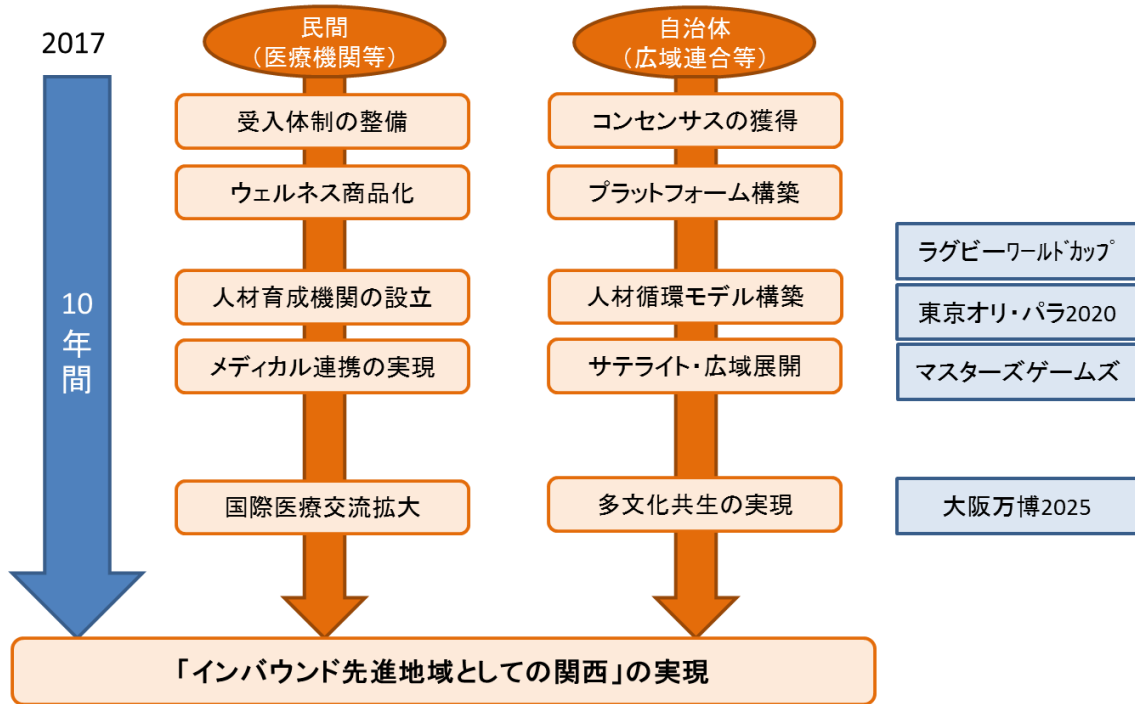 2017
民間
（医療機関等）
自治体
（広域連合等）
受入体制の整備
コンセンサスの獲得
ウェルネス商品化
プラットフォーム構築
ラグビーﾜｰﾙﾄﾞｶｯﾌﾟ
人材育成機関の設立
人材循環モデル構築
東京オリ・パラ2020
10
年
間
メディカル連携の実現
サテライト・広域展開
マスターズゲームズ
国際医療交流拡大
多文化共生の実現
大阪万博2025
「インバウンド先進地域としての関西」の実現